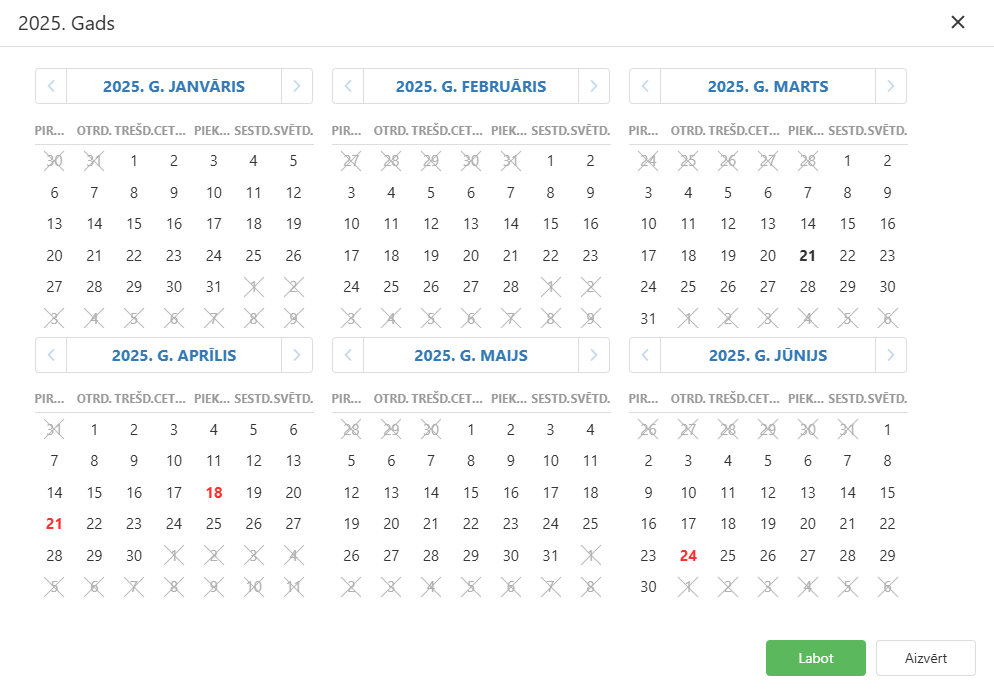 2025. Gads
2025. G. JANVĀRIS 2025. G. FEBRUĀRIS 2025. G. MARTS
PIR... OTRD. TREŠD. CET... PIEK... SESTD. SVĒTD. PIR... OTRD. TREŠD. CET... PIEK... SESTD. SVĒTD. PIR... OTRD. TREŠD. CET... PIEK... SESTD. SVĒTD.
30 31 1 2 3 4 5 27 28 29 30 31 1 2 24 25 26 27 28 1 2
6 7 8 9 10 11 12 3 4 5 6 7 8 9 3 4 5 6 7 8 9
13 14 15 16 17 18 19 10 11 12 13 14 15 16 10 11 12 13 14 15 16
20 21 22 23 24 25 26 17 18 19 20 21 22 23 17 18 19 20 21 22 23
27 28 29 30 31 1 2 24 25 26 27 28 1 2 24 25 26 27 28 29 30
3 4 5 6 7 8 9 3 4 5 6 7 8 9 31 1 2 3 4 5 6
2025. G. APRĪLIS 2025. G. MAIJS 2025. G. JŪNIJS
PIR... OTRD. TREŠD. CET... PIEK... SESTD. SVĒTD. PIR... OTRD. TREŠD. CET... PIEK... SESTD. SVĒTD. PIR... OTRD. TREŠD. CET... PIEK... SESTD. SVĒTD.
31 1 2 3 4 5 6 28 29 30 1 2 3 4 26 27 28 29 30 31 1
7 8 9 10 11 12 13 5 6 7 8 9 10 11 2 3 4 5 6 7 8
14 15 16 17 18 19 20 12 13 14 15 16 17 18 9 10 11 12 13 14 15
21 22 23 24 25 26 27 19 20 21 22 23 24 25 16 17 18 19 20 21 22
28 29 30 1 2 3 4 26 27 28 29 30 31 1 23 24 25 26 27 28 29
5 6 7 8 9 10 11 2 3 4 5 6 7 8 30 1 2 3 4 5 6
Labot Aizvērt